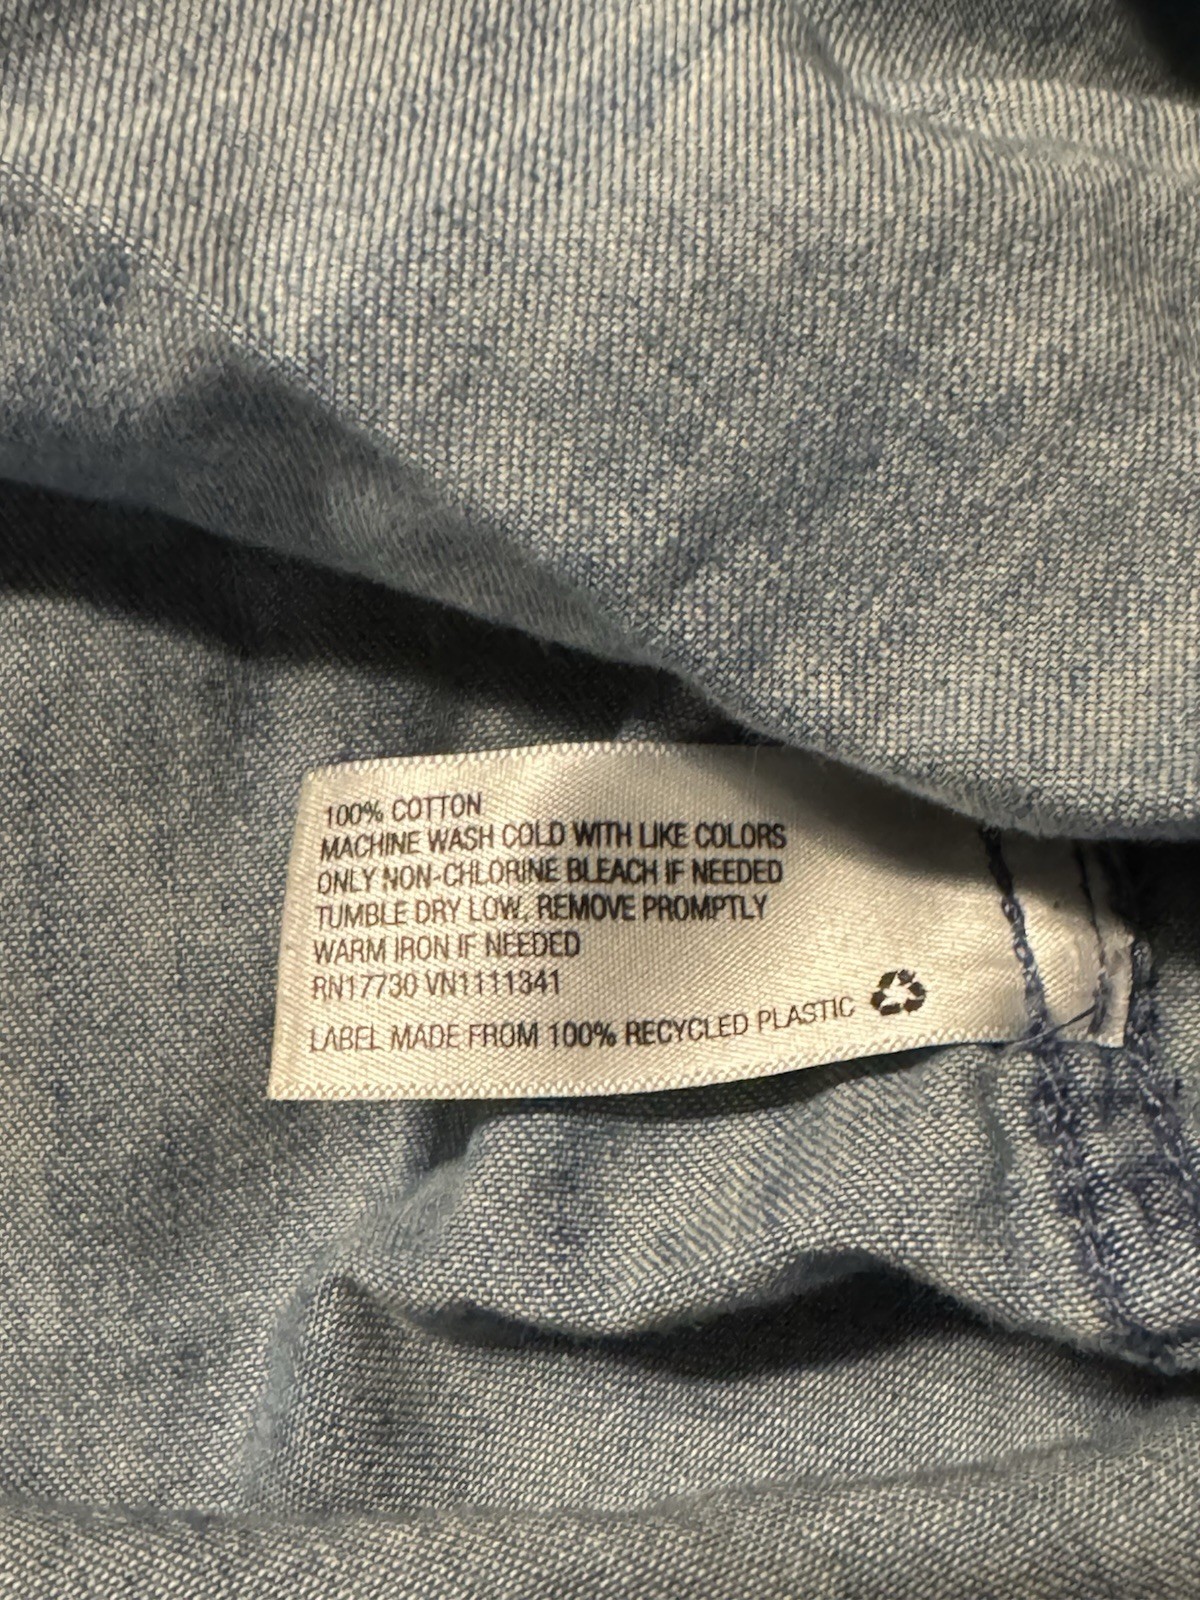 100% COTTON
MACHINE WASH COLD WITH LIKE COLORS
ONLY NON-CHLORINE BLEACH IF NEEDED
TUMBLE DRY LOW, REMOVE PROMPTLY
WARM IRON IF NEEDED
RN17730 VN1111341
LABEL MADE FROM 100% RECYCLED PLASTIC